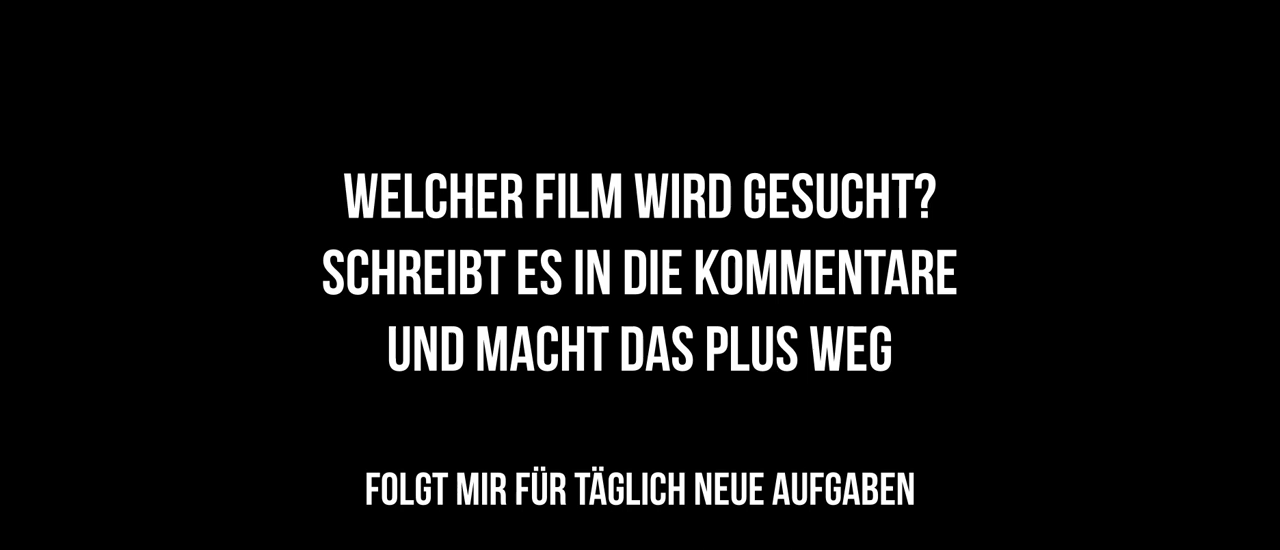 WELCHER FILM WIRD GESUCHT?
SCHREIBT ES IN DIE KOMMENTARE
UND MACHT DAS PLUS WEG
FOLGT MIR FÜR TÄGLICH NEUE AUFGABEN